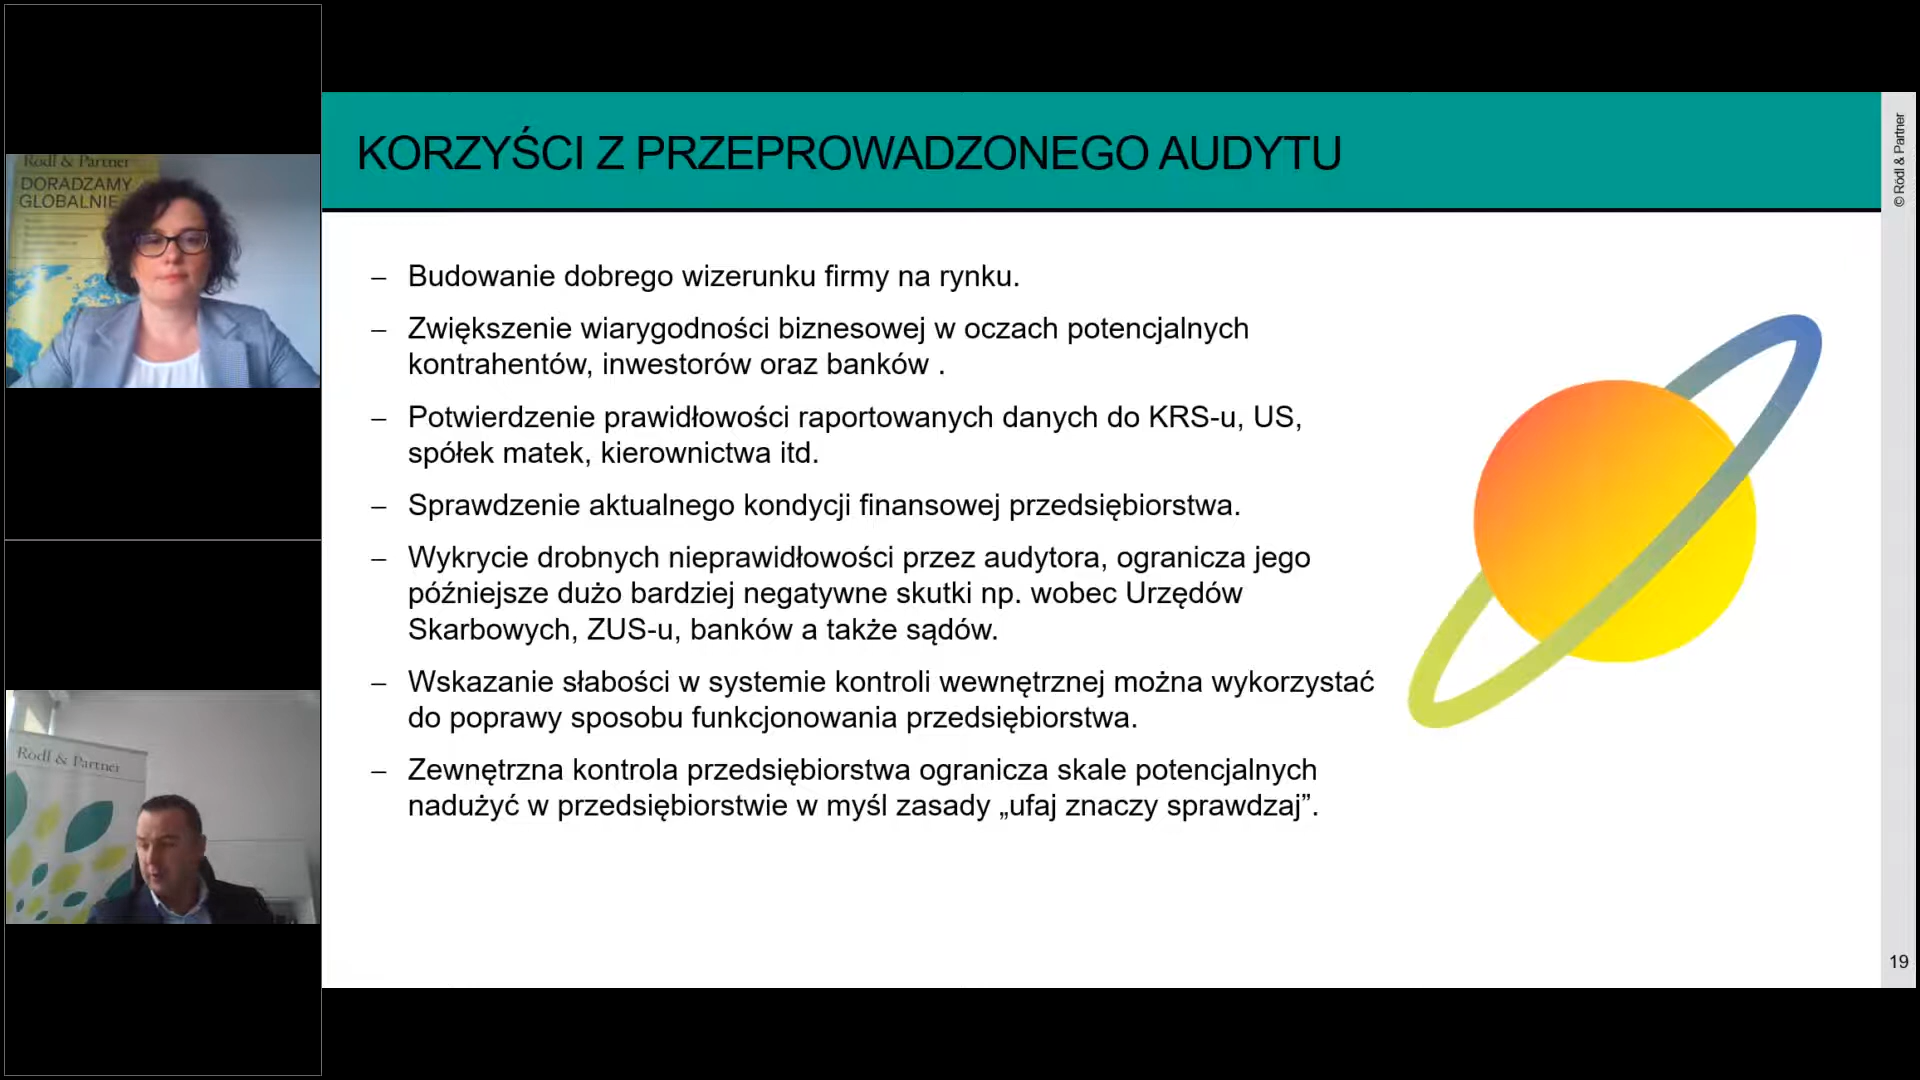 Rödl & Partner
DORADZAMY
GLOBALNIE
Rödl & Partner
KORZYŚCI Z PRZEPROWADZONEGO AUDYTU
– Budowanie dobrego wizerunku firmy na rynku.
– Zwiększenie wiarygodności biznesowej w oczach potencjalnych
kontrahentów, inwestorów oraz banków .
– Potwierdzenie prawidłowości raportowanych danych do KRS-u, US,
spółek matek, kierownictwa itd.
– Sprawdzenie aktualnego kondycji finansowej przedsiębiorstwa.
– Wykrycie drobnych nieprawidłowości przez audytora, ogranicza jego
późniejsze dużo bardziej negatywne skutki np. wobec Urzędów
Skarbowych, ZUS-u, banków a także sądów.
– Wskazanie słabości w systemie kontroli wewnętrznej można wykorzystać
do poprawy sposobu funkcjonowania przedsiębiorstwa.
– Zewnętrzna kontrola przedsiębiorstwa ogranicza skale potencjalnych
nadużyć w przedsiębiorstwie w myśl zasady „ufaj znaczy sprawdzaj”.
© Rödl & Partner
19